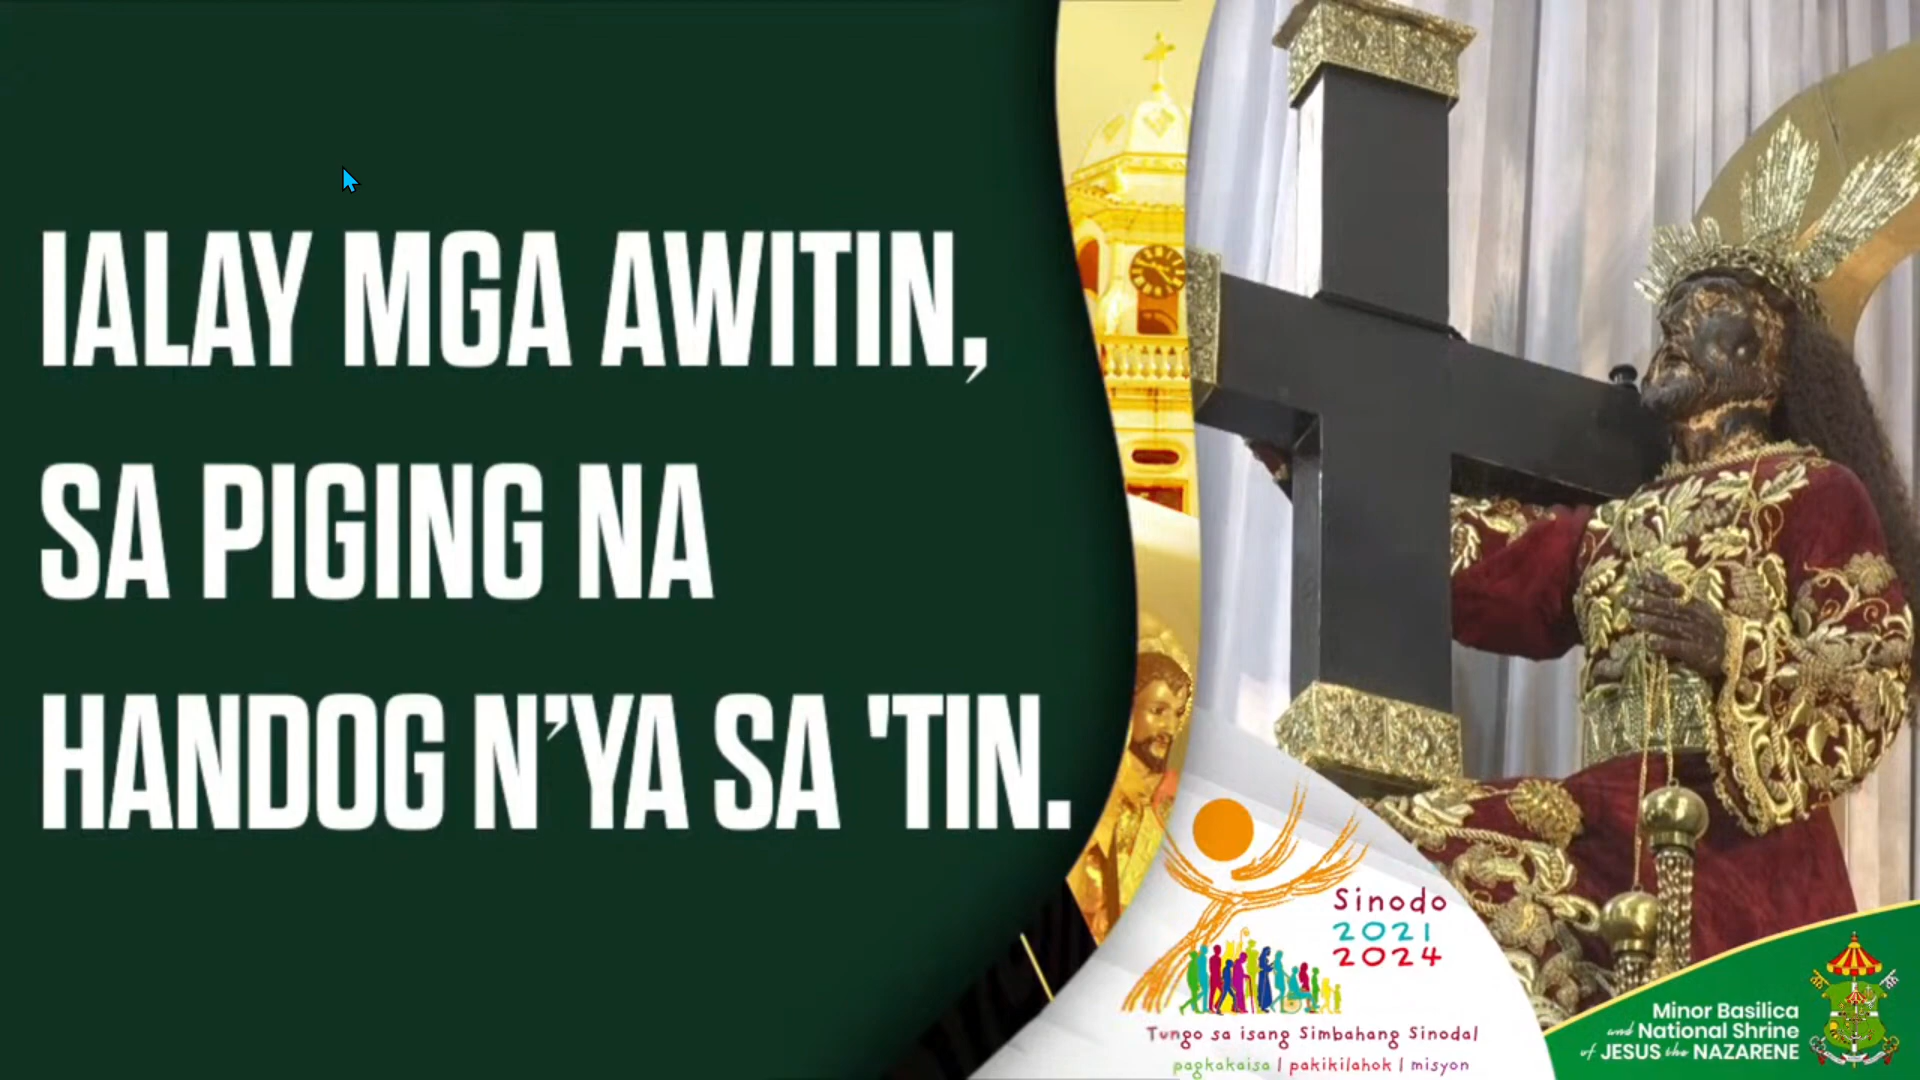 IALAY MGA AWITIN,
SA PIGING NA
HANDOG N’YA SA 'TIN.
Sinodo
2021
2024
Tungo sa isang Simbahang Sinodal
pagkakaisa | pakikilahok | misyon
Minor Basilica
and National Shrine
of JESUS the NAZARENE